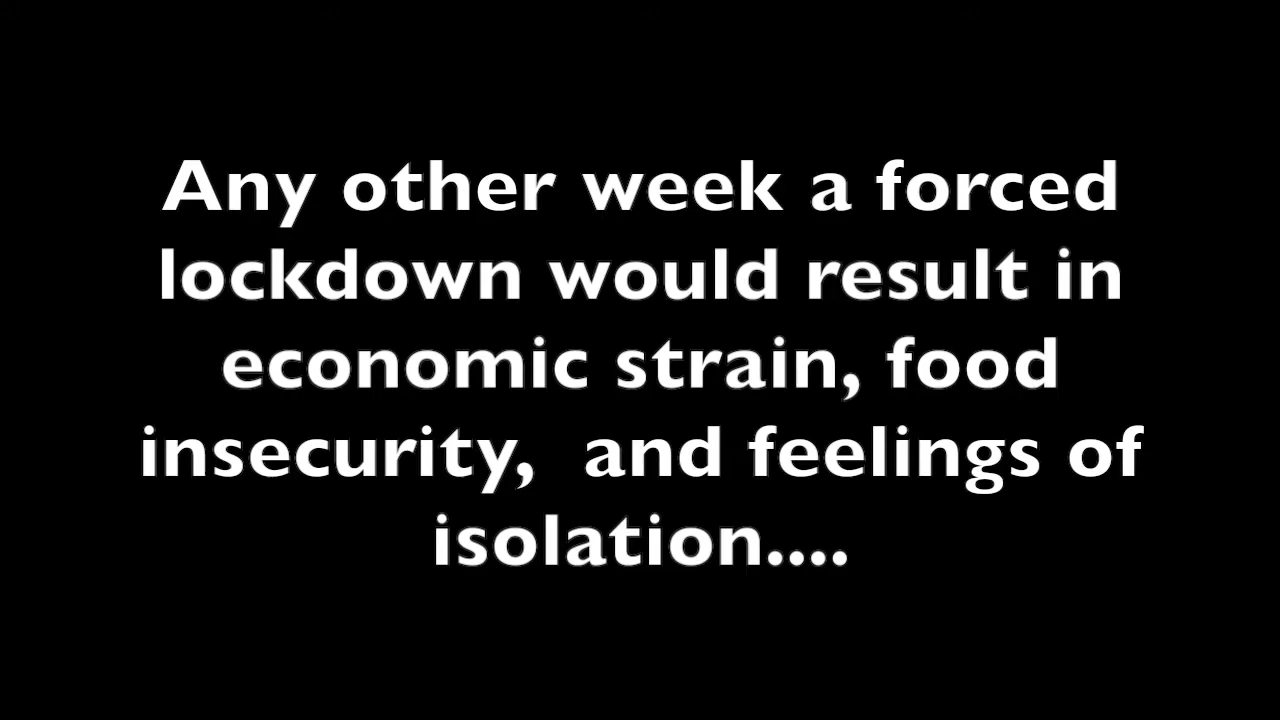 Any other week a forced
lockdown would result in
economic strain, food
insecurity,  and feelings of
isolation....